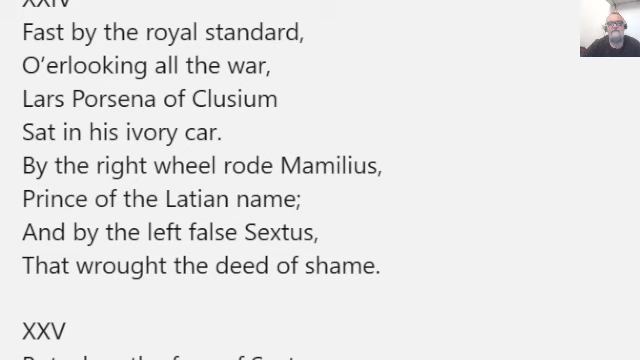 XXIV
Fast by the royal standard,
O’erlooking all the war,
Lars Porsena of Clusium
Sat in his ivory car.
By the right wheel rode Mamilius,
Prince of the Latian name;
And by the left false Sextus,
That wrought the deed of shame.
XXV